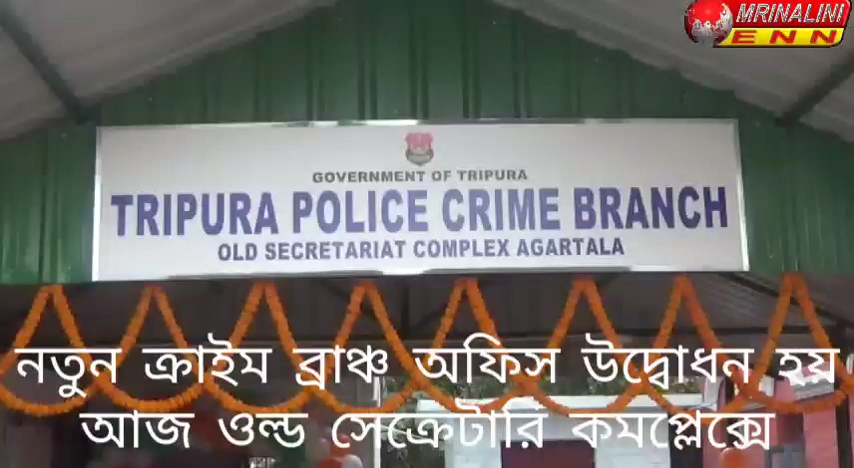 MRINALINI
ENN
GOVERNMENT OF TRIPURA
TRIPURA POLICE CRIME BRANCH
OLD SECRETARIAT COMPLEX AGARTALA
নতুন ক্রাইম ব্রাঞ্চ অফিস উদ্বোধন হয়
আজ ওল্ড সেক্রেটারি কমপ্লেক্সে